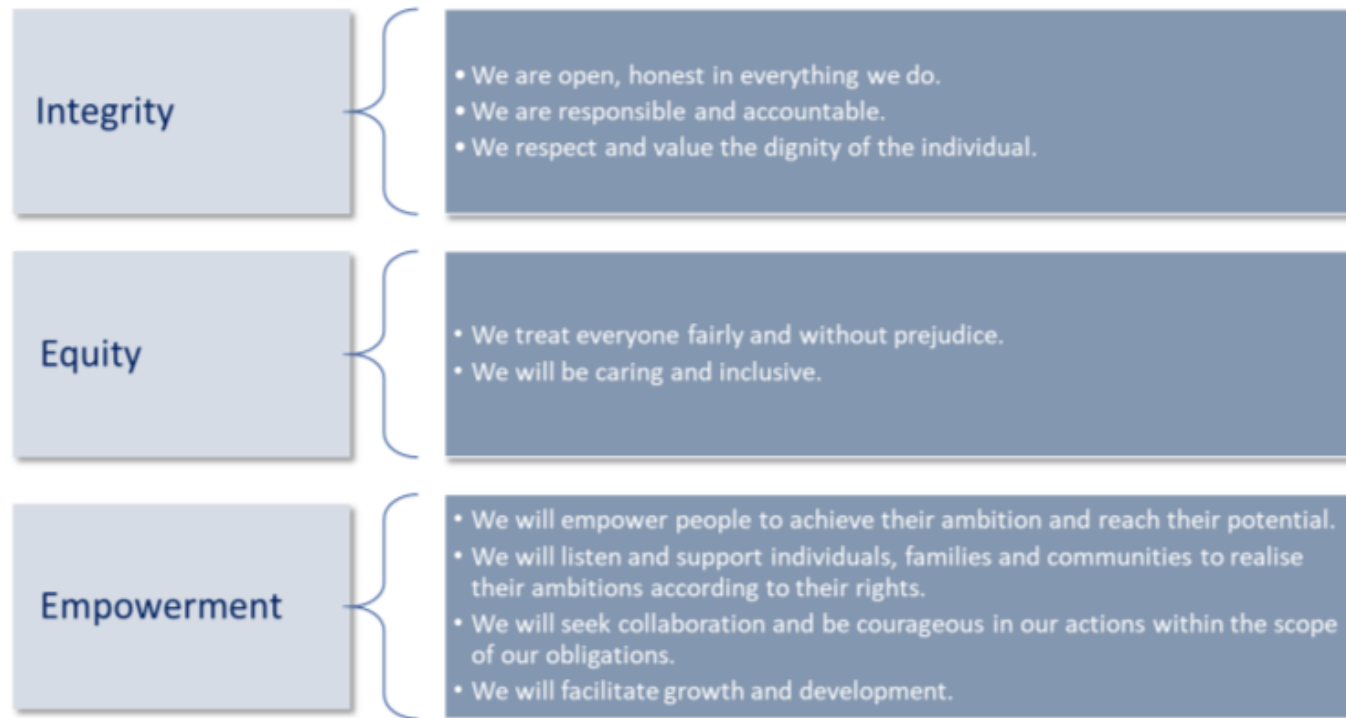 Integrity
• We are open, honest in everything we do.
• We are responsible and accountable.
• We respect and value the dignity of the individual.
Equity
• We treat everyone fairly and without prejudice.
• We will be caring and inclusive.
Empowerment
• We will empower people to achieve their ambition and reach their potential.
• We will listen and support individuals, families and communities to realise
their ambitions according to their rights.
• We will seek collaboration and be courageous in our actions within the scope
of our obligations.
• We will facilitate growth and development.